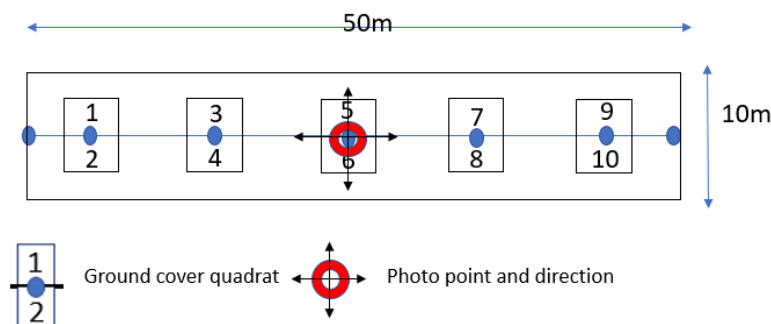 50m
1 3 5 7 9
10m
2 4 6 8 10
1
Ground cover quadrat
Photo point and direction
2